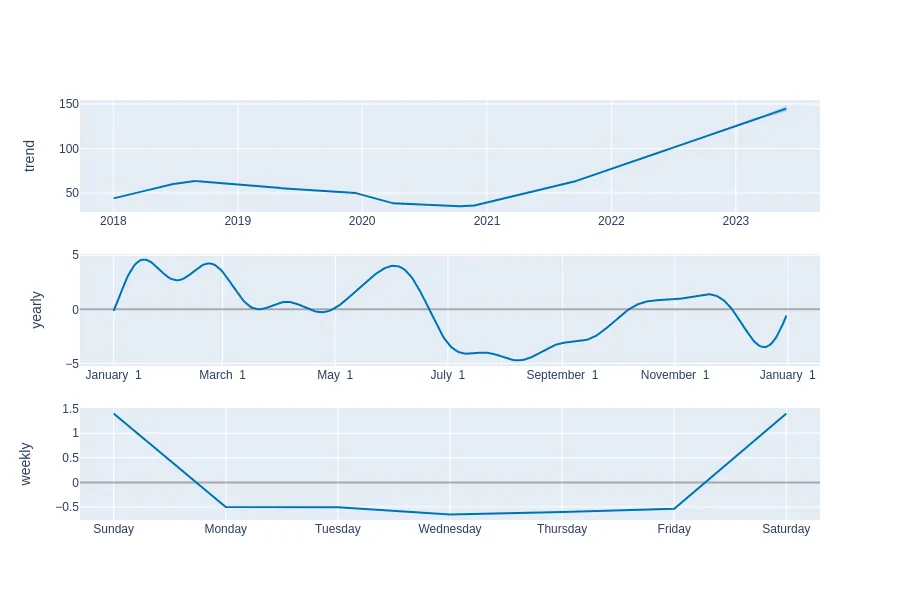 trend
150
100
50
2018 2019 2020 2021 2022 2023
yearly
5
0
−5
January 1 March 1 May 1 July 1 September 1 November 1 January 1
weekly
1.5
1
0.5
0
−0.5
Sunday Monday Tuesday Wednesday Thursday Friday Saturday